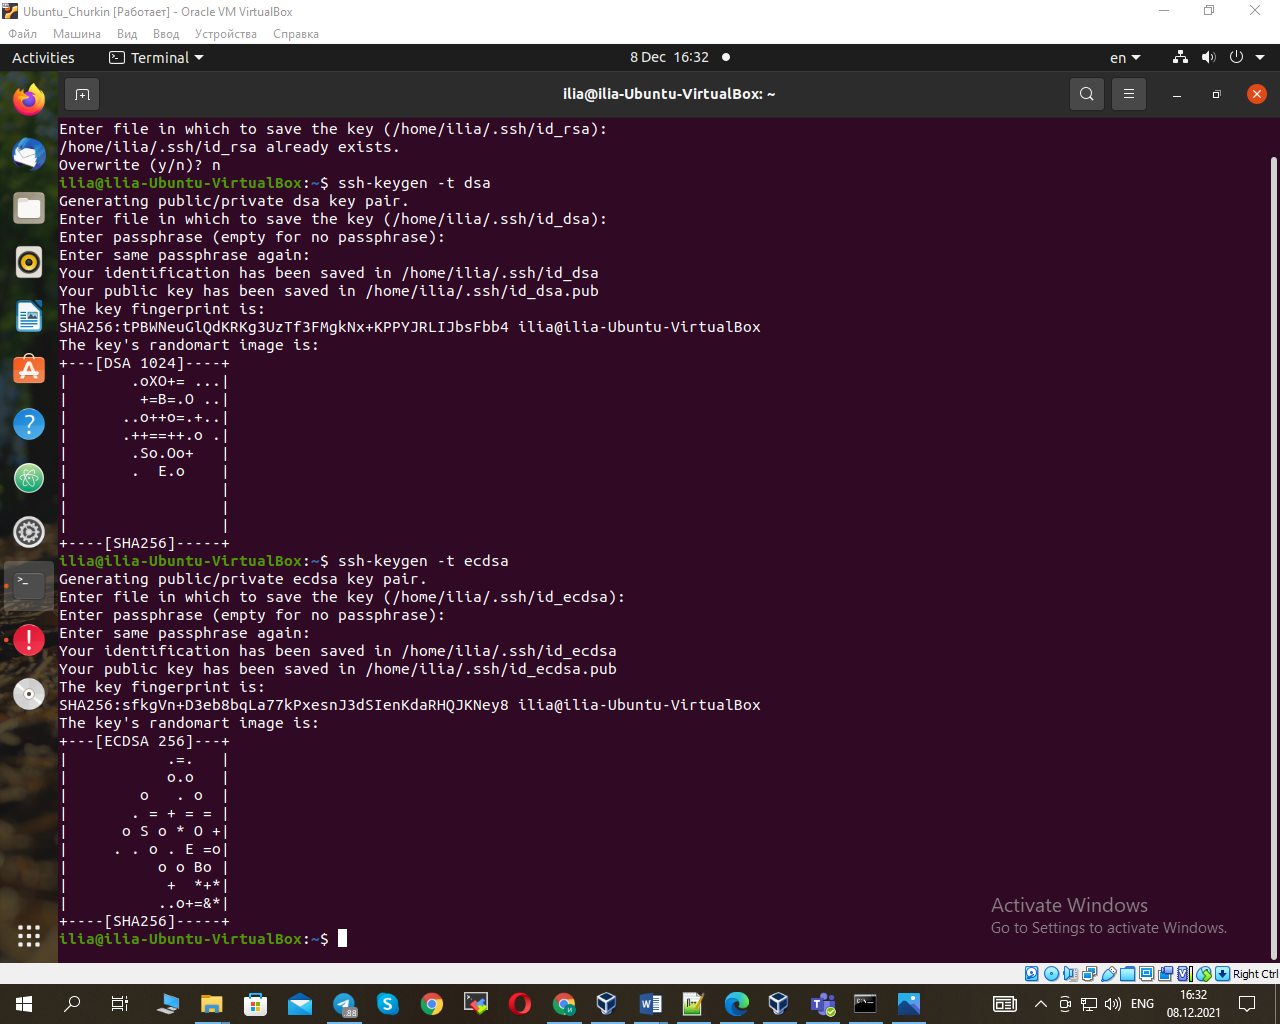 Ubuntu_Churkin [Работает] - Oracle VM VirtualBox
Файл Машина Вид Ввод Устройства Справка
Activities Terminal 8 Dec 16:32 en
ilia@ilia-Ubuntu-VirtualBox: ~
Enter file in which to save the key (/home/ilia/.ssh/id_rsa):
/home/ilia/.ssh/id_rsa already exists.
Overwrite (y/n)? n
ilia@ilia-Ubuntu-VirtualBox:~$ ssh-keygen -t dsa
Generating public/private dsa key pair.
Enter file in which to save the key (/home/ilia/.ssh/id_dsa):
Enter passphrase (empty for no passphrase):
Enter same passphrase again:
Your identification has been saved in /home/ilia/.ssh/id_dsa
Your public key has been saved in /home/ilia/.ssh/id_dsa.pub
The key fingerprint is:
SHA256:tPBWNeuGlQdKRKg3UzTf3FMgkNx+KPPYJRLIJbsFbb4 ilia@ilia-Ubuntu-VirtualBox
The key's randomart image is:
+---[DSA 1024]----+
|       .oXO+= ...|
|        +=B=.O ..|
|      ..o++o=.+..|
|      .++==++.o .|
|       .So.Oo+   |
|       .  E.o    |
|                 |
|                 |
|                 |
+----[SHA256]-----+
ilia@ilia-Ubuntu-VirtualBox:~$ ssh-keygen -t ecdsa
Generating public/private ecdsa key pair.
Enter file in which to save the key (/home/ilia/.ssh/id_ecdsa):
Enter passphrase (empty for no passphrase):
Enter same passphrase again:
Your identification has been saved in /home/ilia/.ssh/id_ecdsa
Your public key has been saved in /home/ilia/.ssh/id_ecdsa.pub
The key fingerprint is:
SHA256:sfkgVn+D3eb8bqLa77kPxesnJ3dSIenKdaRHQJKNey8 ilia@ilia-Ubuntu-VirtualBox
The key's randomart image is:
+---[ECDSA 256]---+
|           .=.   |
|           o.o   |
|        o   . o  |
|       . = + = = |
|      o S o * O +|
|     . . o . E =o|
|          o o Bo |
|           +  *+*|
|          ..o+=&*|
+----[SHA256]-----+
ilia@ilia-Ubuntu-VirtualBox:~$
Activate Windows
Go to Settings to activate Windows.
Right Ctrl
.88
ENG
16:32
08.12.2021